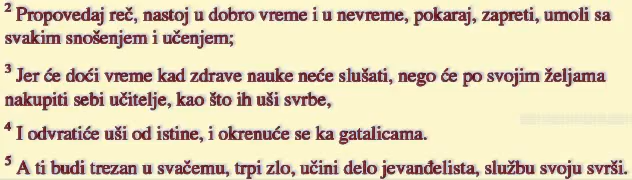 2 Propovedaj reč, nastoj u dobro vreme i u nevreme, pokaraj, zapreti, umoli sa
svakim snošenjem i učenjem;
3 Jer će doći vreme kad zdrave nauke neće slušati, nego će po svojim željama
nakupiti sebi učitelje, kao što ih uši svrbe,
4 I odvratiće uši od istine, i okrenuće se ka gatalicama.
5 A ti budi trezan u svačemu, trpi zlo, učini delo jevanđelista, službu svoju svrši.